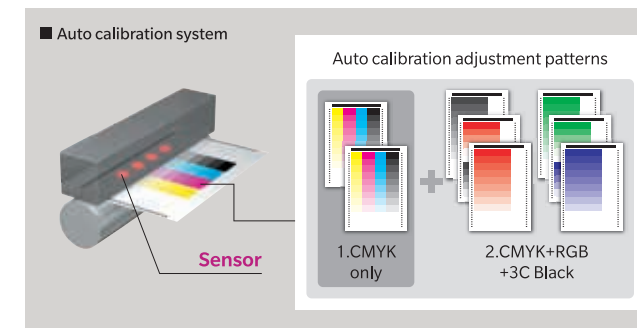 Auto calibration system
Auto calibration adjustment patterns
Sensor
1.CMYK
only
2.CMYK+RGB
+3C Black